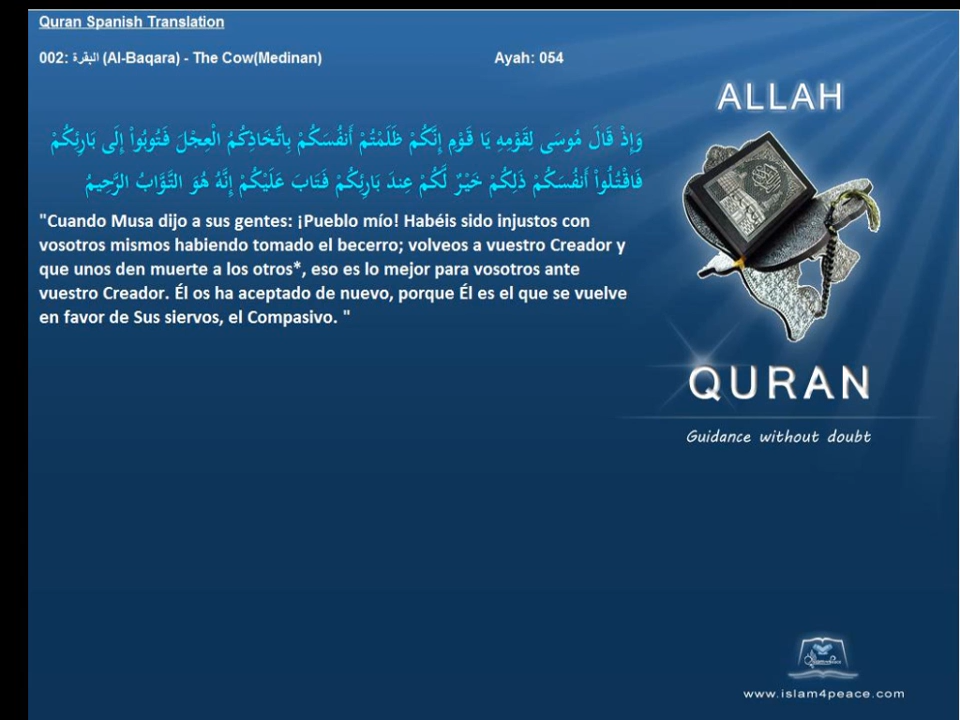 Quran Spanish Translation
002: البقرة (Al-Baqara) - The Cow(Medinan)
Ayah: 054
وَإِذْ قَالَ مُوسَى لِقَوْمِهِ يَا قَوْمِ إِنَّكُمْ ظَلَمْتُمْ أَنفُسَكُمْ بِاتِّخَاذِكُمُ الْعِجْلَ فَتُوبُواْ إِلَى بَارِئِكُمْ
فَاقْتُلُواْ أَنفُسَكُمْ ذَلِكُمْ خَيْرٌ لَّكُمْ عِندَ بَارِئِكُمْ فَتَابَ عَلَيْكُمْ إِنَّهُ هُوَ التَّوَّابُ الرَّحِيمُ
"Cuando Musa dijo a sus gentes: ¡Pueblo mío! Habéis sido injustos con
vosotros mismos habiendo tomado el becerro; volveos a vuestro Creador y
que unos den muerte a los otros*, eso es lo mejor para vosotros ante
vuestro Creador. Él os ha aceptado de nuevo, porque Él es el que se vuelve
en favor de Sus siervos, el Compasivo. "
ALLAH
QURAN
Guidance without doubt
www.islam4peace.com